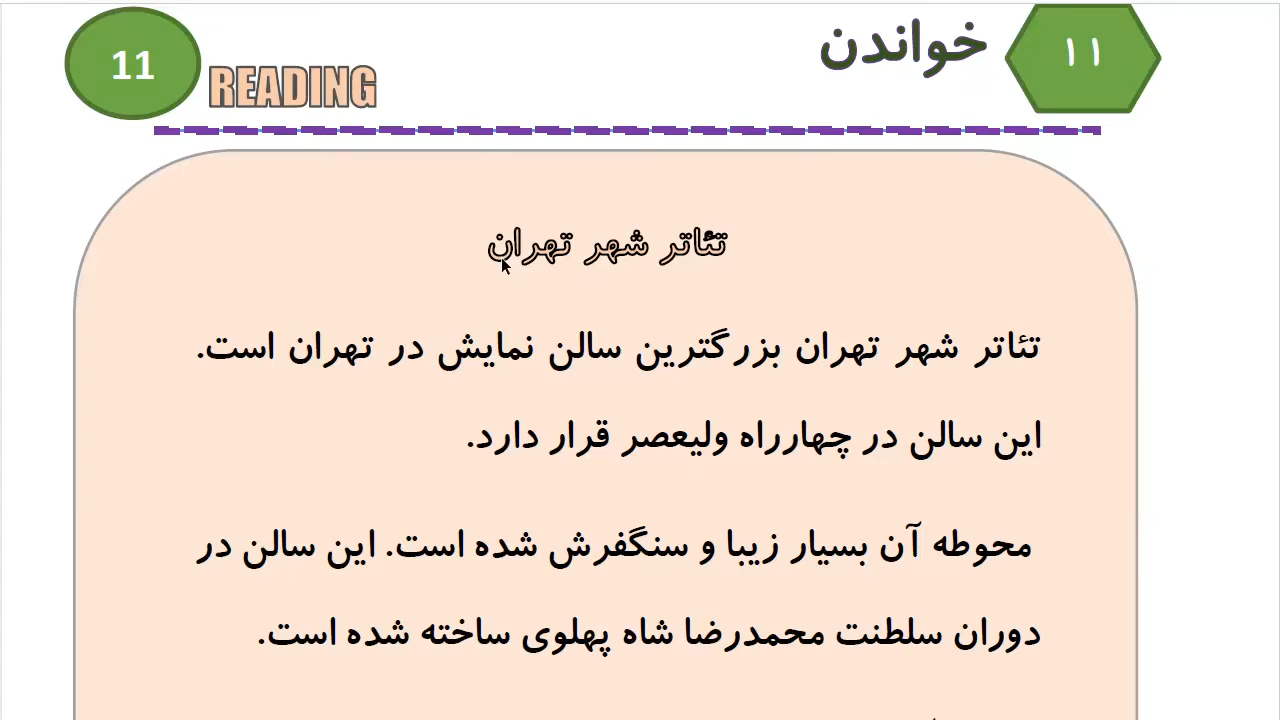 11
READING
خواندن
۱۱
تئاتر شهر تهران
تئاتر شهر تهران بزرگترین سالن نمایش در تهران است.
این سالن در چهارراه ولیعصر قرار دارد.
محوطه آن بسیار زیبا و سنگفرش شده است. این سالن در
دوران سلطنت محمدرضا شاه پهلوی ساخته شده است.